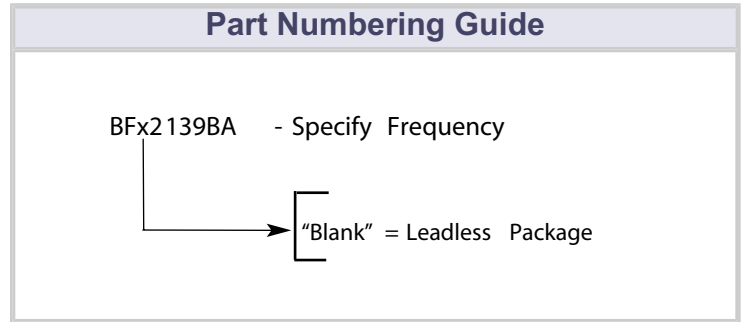 Part Numbering Guide
BFx2139BA - Specify Frequency
“Blank” = Leadless Package